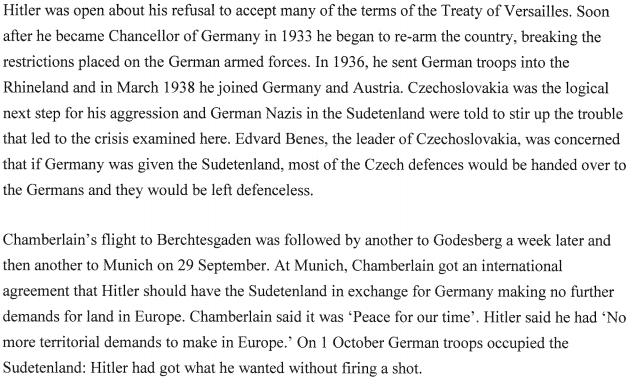 Hitler was open about his refusal to accept many of the terms of the Treaty of Versailles. Soon
after he became Chancellor of Germany in 1933 he began to re-arm the country, breaking the
restrictions placed on the German armed forces. In 1936, he sent German troops into the
Rhineland and in March 1938 he joined Germany and Austria. Czechoslovakia was the logical
next step for his aggression and German Nazis in the Sudetenland were told to stir up the trouble
that led to the crisis examined here. Edvard Benes, the leader of Czechoslovakia, was concerned
that if Germany was given the Sudetenland, most of the Czech defences would be handed over to
the Germans and they would be left defenceless.
Chamberlain's flight to Berchtesgaden was followed by another to Godesberg a week later and
then another to Munich on 29 September. At Munich, Chamberlain got an international
agreement that Hitler should have the Sudetenland in exchange for Germany making no further
demands for land in Europe. Chamberlain said it was ‘Peace for our time’. Hitler said he had ‘No
more territorial demands to make in Europe.’ On 1 October German troops occupied the
Sudetenland: Hitler had got what he wanted without firing a shot.